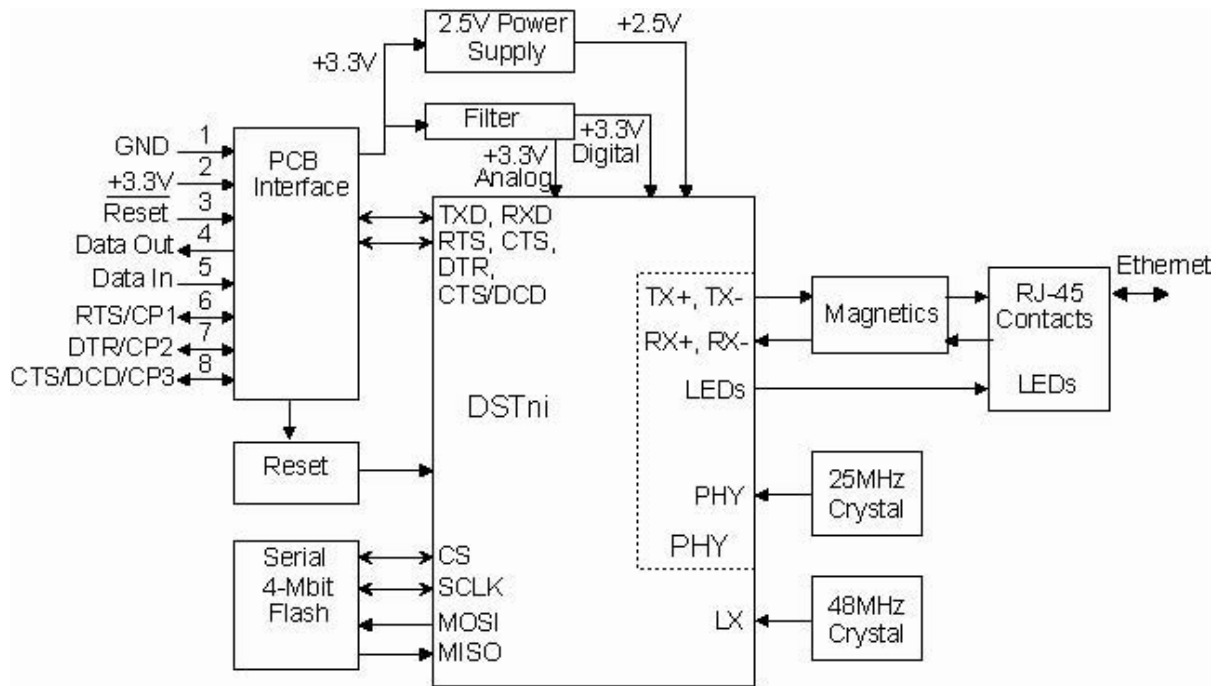 2.5V Power
Supply
+2.5V
+3.3V
Filter
+3.3V
Digital
+3.3V
Analog
GND
1
+3.3V
2
Reset
3
Data Out
4
Data In
5
RTS/CP1
6
DTR/CP2
7
CTS/DCD/CP3
8
PCB
Interface
TXD, RXD
RTS, CTS,
DTR,
CTS/DCD
DSTni
TX+, TX-
RX+, RX-
LEDs
PHY
PHY
LX
Magnetics
RJ-45
Contacts
LEDs
Ethernet
Reset
25MHz
Crystal
48MHz
Crystal
Serial
4-Mbit
Flash
CS
SCLK
MOSI
MISO